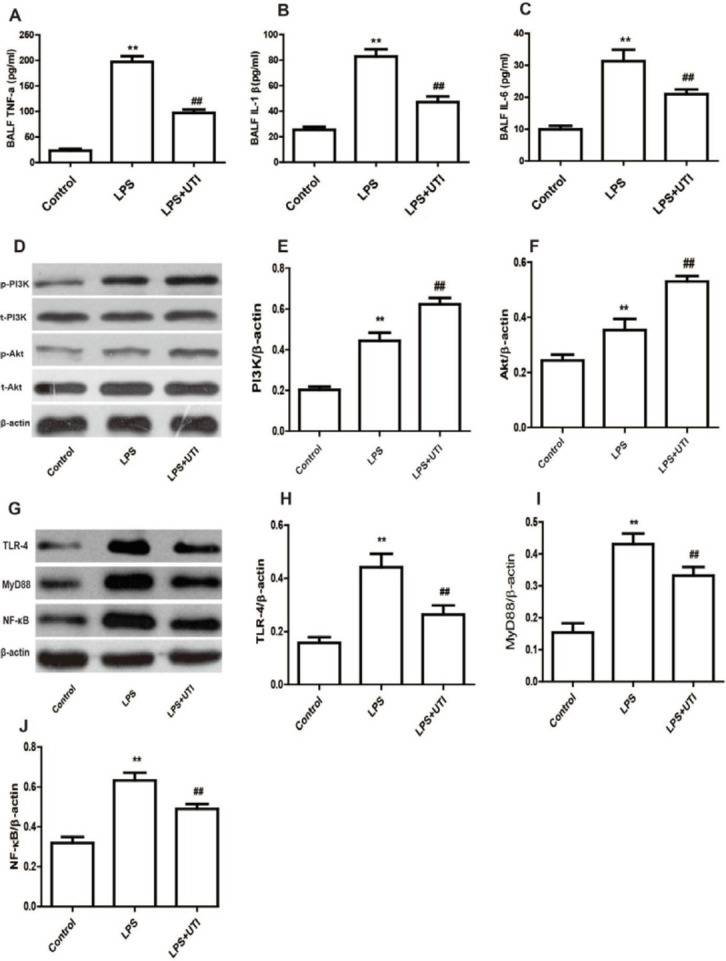 A
BALF TNF-a (pg/ml)
250
200
150
100
50
0
**
##
Control
LPS
LPS+UTI
B
BALF IL-1 β(pg/ml)
100
80
60
40
20
0
**
##
Control
LPS
LPS+UTI
C
BALF IL-6 (pg/ml)
40
30
20
10
0
**
##
Control
LPS
LPS+UTI
D
p-PI3K
t-PI3K
p-Akt
t-Akt
β-actin
Control
LPS
LPS+UTI
E
PI3K/β-actin
0.8
0.6
0.4
0.2
0.0
**
##
Control
LPS
LPS+UTI
F
Akt/β-actin
0.6
0.4
0.2
0.0
**
##
Control
LPS
LPS+UTI
G
TLR-4
MyD88
NF-κB
β-actin
Control
LPS
LPS+UTI
H
TLR-4/β-actin
0.6
0.4
0.2
0.0
**
##
Control
LPS
LPS+UTI
I
MyD88/β-actin
0.5
0.4
0.3
0.2
0.1
0.0
**
##
Control
LPS
LPS+UTI
J
NF-κB/β-actin
0.8
0.6
0.4
0.2
0.0
**
##
Control
LPS
LPS+UTI